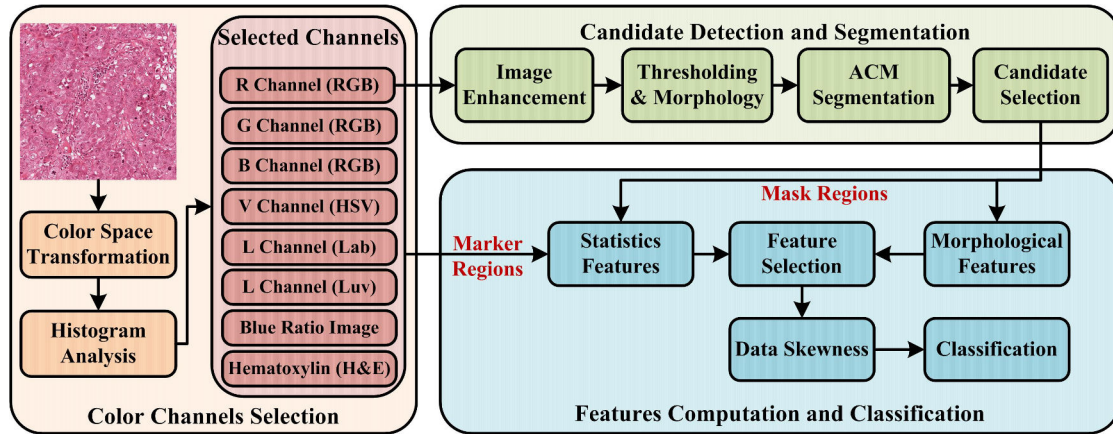 Selected Channels
R Channel (RGB)
G Channel (RGB)
B Channel (RGB)
V Channel (HSV)
L Channel (Lab)
L Channel (Luv)
Blue Ratio Image
Hematoxylin (H&E)
Color Space
Transformation
Histogram
Analysis
Color Channels Selection
Candidate Detection and Segmentation
Image
Enhancement
Thresholding
& Morphology
ACM
Segmentation
Candidate
Selection
Mask Regions
Marker
Regions
Statistics
Features
Feature
Selection
Morphological
Features
Data Skewness
Classification
Features Computation and Classification